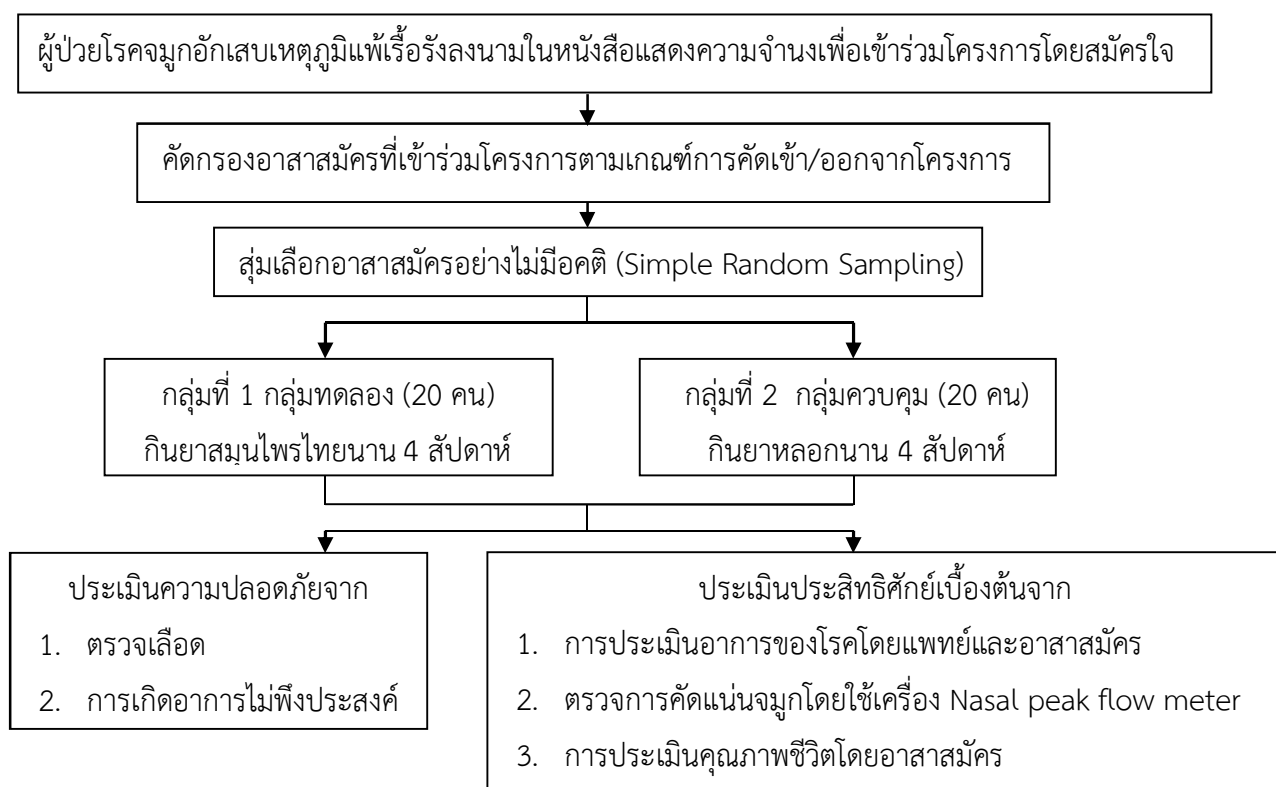 ผู้ป่วยโรคจมูกอักเสบเหตุภูมิแพ้เรื้อรังลงนามในหนังสือแสดงความจำนงเพื่อเข้าร่วมโครงการโดยสมัครใจ
คัดกรองอาสาสมัครที่เข้าร่วมโครงการตามเกณฑ์การคัดเข้า/ออกจากโครงการ
สุ่มเลือกอาสาสมัครอย่างไม่มีอคติ (Simple Random Sampling)
กลุ่มที่ 1 กลุ่มทดลอง (20 คน)
กินยาสมุนไพรไทยนาน 4 สัปดาห์
กลุ่มที่ 2 กลุ่มควบคุม (20 คน)
กินยาหลอกนาน 4 สัปดาห์
ประเมินความปลอดภัยจาก
1. ตรวจเลือด
2. การเกิดอาการไม่พึงประสงค์
ประเมินประสิทธิศักย์เบื้องต้นจาก
1. การประเมินอาการของโรคโดยแพทย์และอาสาสมัคร
2. ตรวจการคัดแน่นจมูกโดยใช้เครื่อง Nasal peak flow meter
3. การประเมินคุณภาพชีวิตโดยอาสาสมัคร